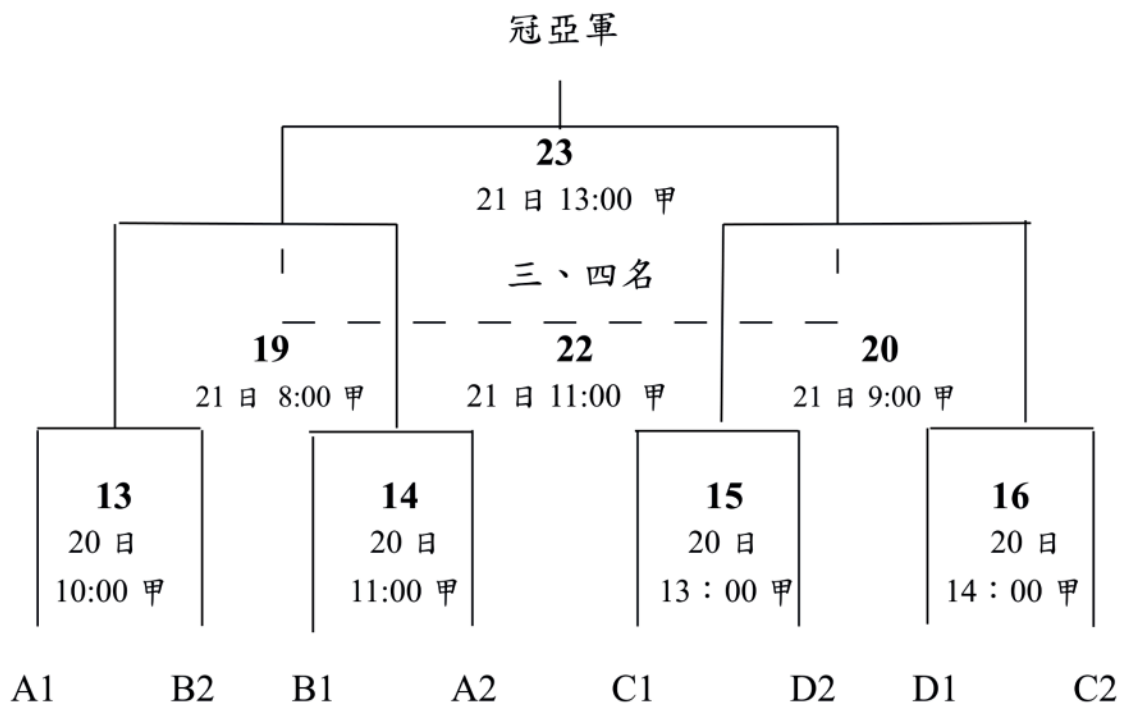 冠亞軍
23
21 日 13:00 甲
三、四名
19 22 20
21 日 8:00 甲 21 日 11:00 甲 21 日 9:00 甲
13 14 15 16
20 日 20 日 20 日 20 日
10:00 甲 11:00 甲 13：00 甲 14：00 甲
A1 B2 B1 A2 C1 D2 D1 C2